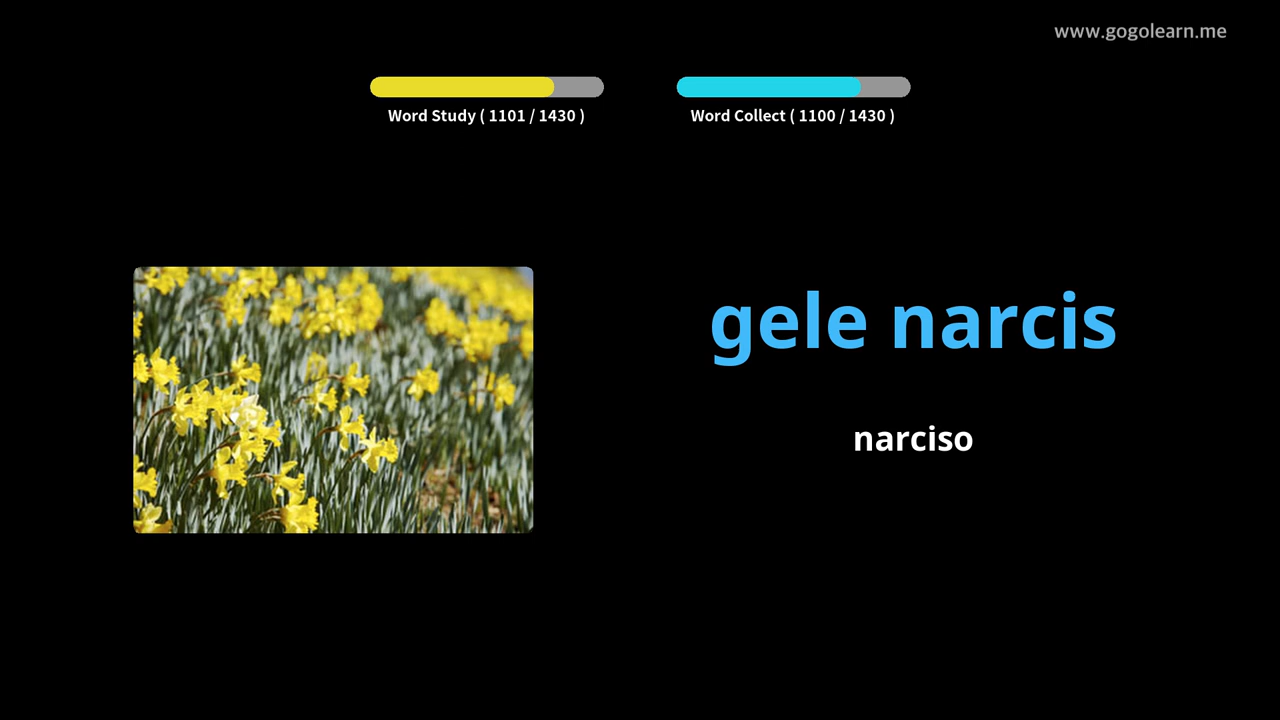 www.gogolearn.me
Word Study ( 1101 / 1430 )
Word Collect ( 1100 / 1430 )
gele narcis
narciso